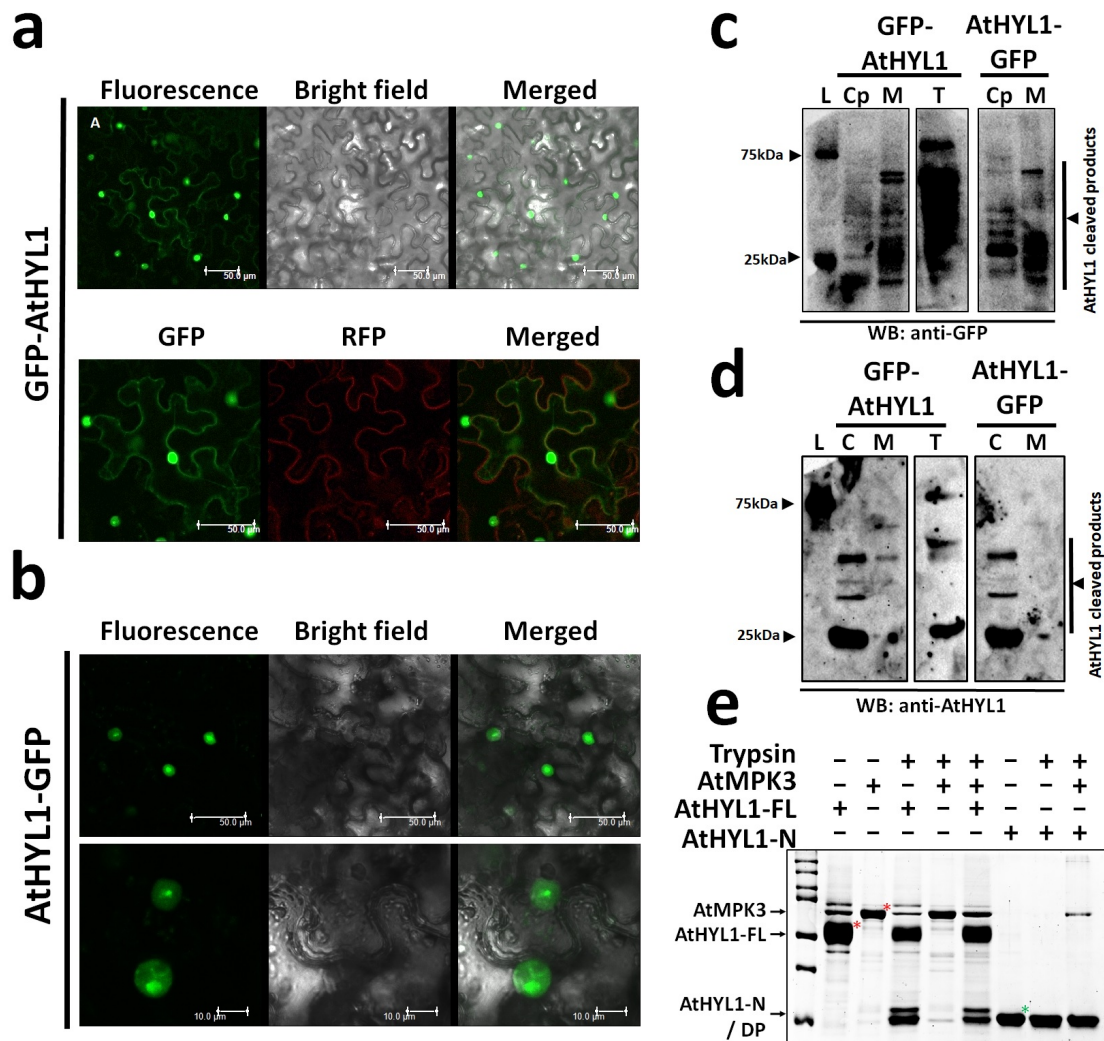 a
GFP-AtHYL1
Fluorescence Bright field Merged
A
50.0 µm 50.0 µm 50.0 µm
GFP RFP Merged
50.0 µm 50.0 µm 50.0 µm
b
AtHYL1-GFP
Fluorescence Bright field Merged
50.0 µm 50.0 µm 50.0 µm
10.0 µm 10.0 µm 10.0 µm
c
GFP-
AtHYL1
AtHYL1-
GFP
L Cp M T Cp M
75kDa
25kDa
AtHYL1 cleaved products
WB: anti-GFP
d
GFP-
AtHYL1
AtHYL1-
GFP
L C M T C M
75kDa
25kDa
AtHYL1 cleaved products
WB: anti-AtHYL1
e
Trypsin – – + + + – + +
AtMPK3 – + – + + – – +
AtHYL1-FL + – + – + – – –
AtHYL1-N – – – – – + + +
AtMPK3
*
AtHYL1-FL
*
AtHYL1-N
/ DP
*